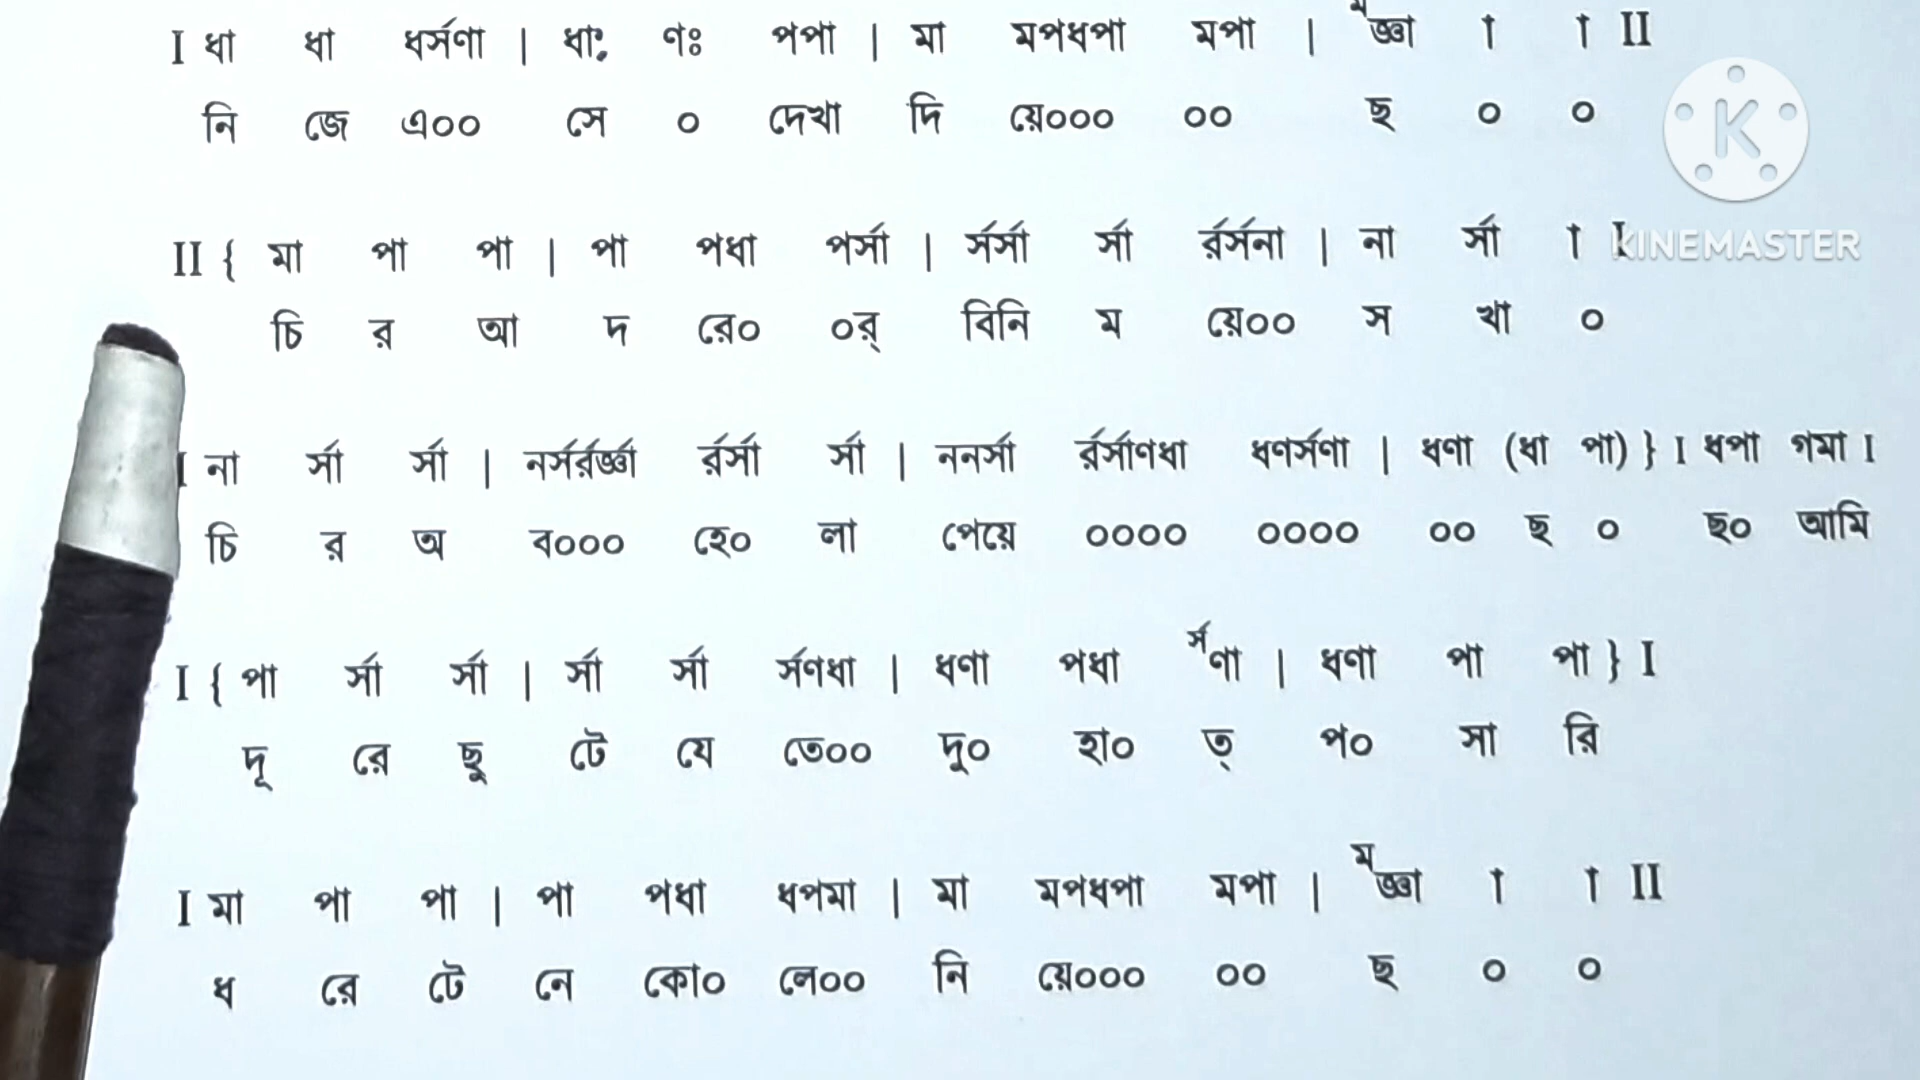 I ধা ধা ধর্সণা | ধাঃ ণঃ পপা | মা মপধপা মপা | ᵐজ্ঞা া া II
নি জে এ০০ সে ০ দেখা দি য়ে০০০ ০০ ছ ০ ০
K
II { মা পা পা | পা পধা পর্সা | র্সর্সা র্সা র্রর্সনা | না র্সা া I
KINEMASTER
চি র আ দ রে০ ০র্ বিনি ম য়ে০০ স খা ০
I না র্সা র্সা | নর্সর্রর্জ্ঞা র্রর্সা র্সা | ননর্সা র্রর্সাণধা ধণর্সণা | ধণা (ধা পা) } I ধপা গমা I
চি র অ ব০০০ হে০ লা পেয়ে ০০০০ ০০০০ ০০ ছ ০ ছ০ আমি
I { পা র্সা র্সা | র্সা র্সা র্সণধা | ধণা পধা র্সণা | ধণা পা পা } I
দূ রে ছু টে যে তে০০ দু০ হা০ ত্ প০ সা রি
I মা পা পা | পা পধা ধপমা | মা মপধপা মপা | মজ্ঞা া া II
ধ রে টে নে কো০ লে০০ নি য়ে০০০ ০০ ছ ০ ০